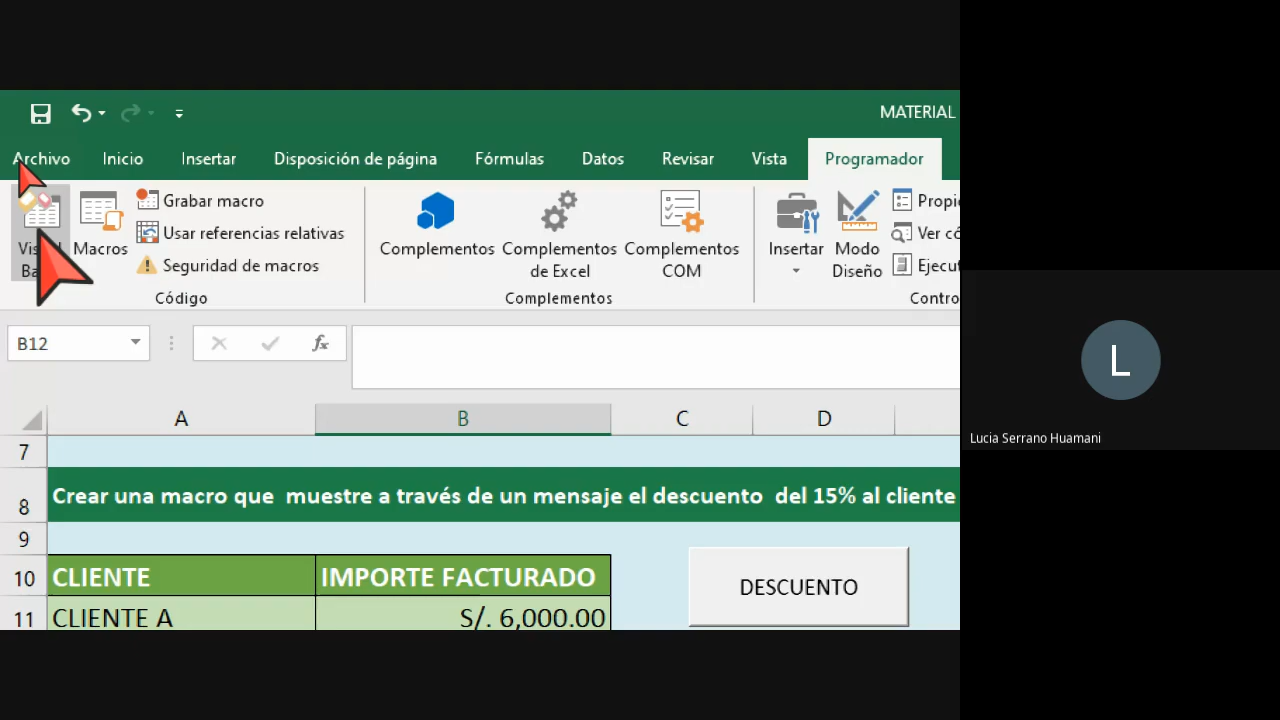 MATERIAL
Archivo Inicio Insertar Disposición de página Fórmulas Datos Revisar Vista Programador
Grabar macro
Usar referencias relativas
Seguridad de macros
Macros
Código
Complementos
Complementos
de Excel
Complementos
COM
Complementos
Insertar
Modo
Diseño
Ver
B12
fx
A B C D
7
8 Crear una macro que muestre a través de un mensaje el descuento del 15% al cliente
9
10 CLIENTE IMPORTE FACTURADO
DESCUENTO
11 CLIENTE A S/. 6,000.00
L
Lucia Serrano Huamani